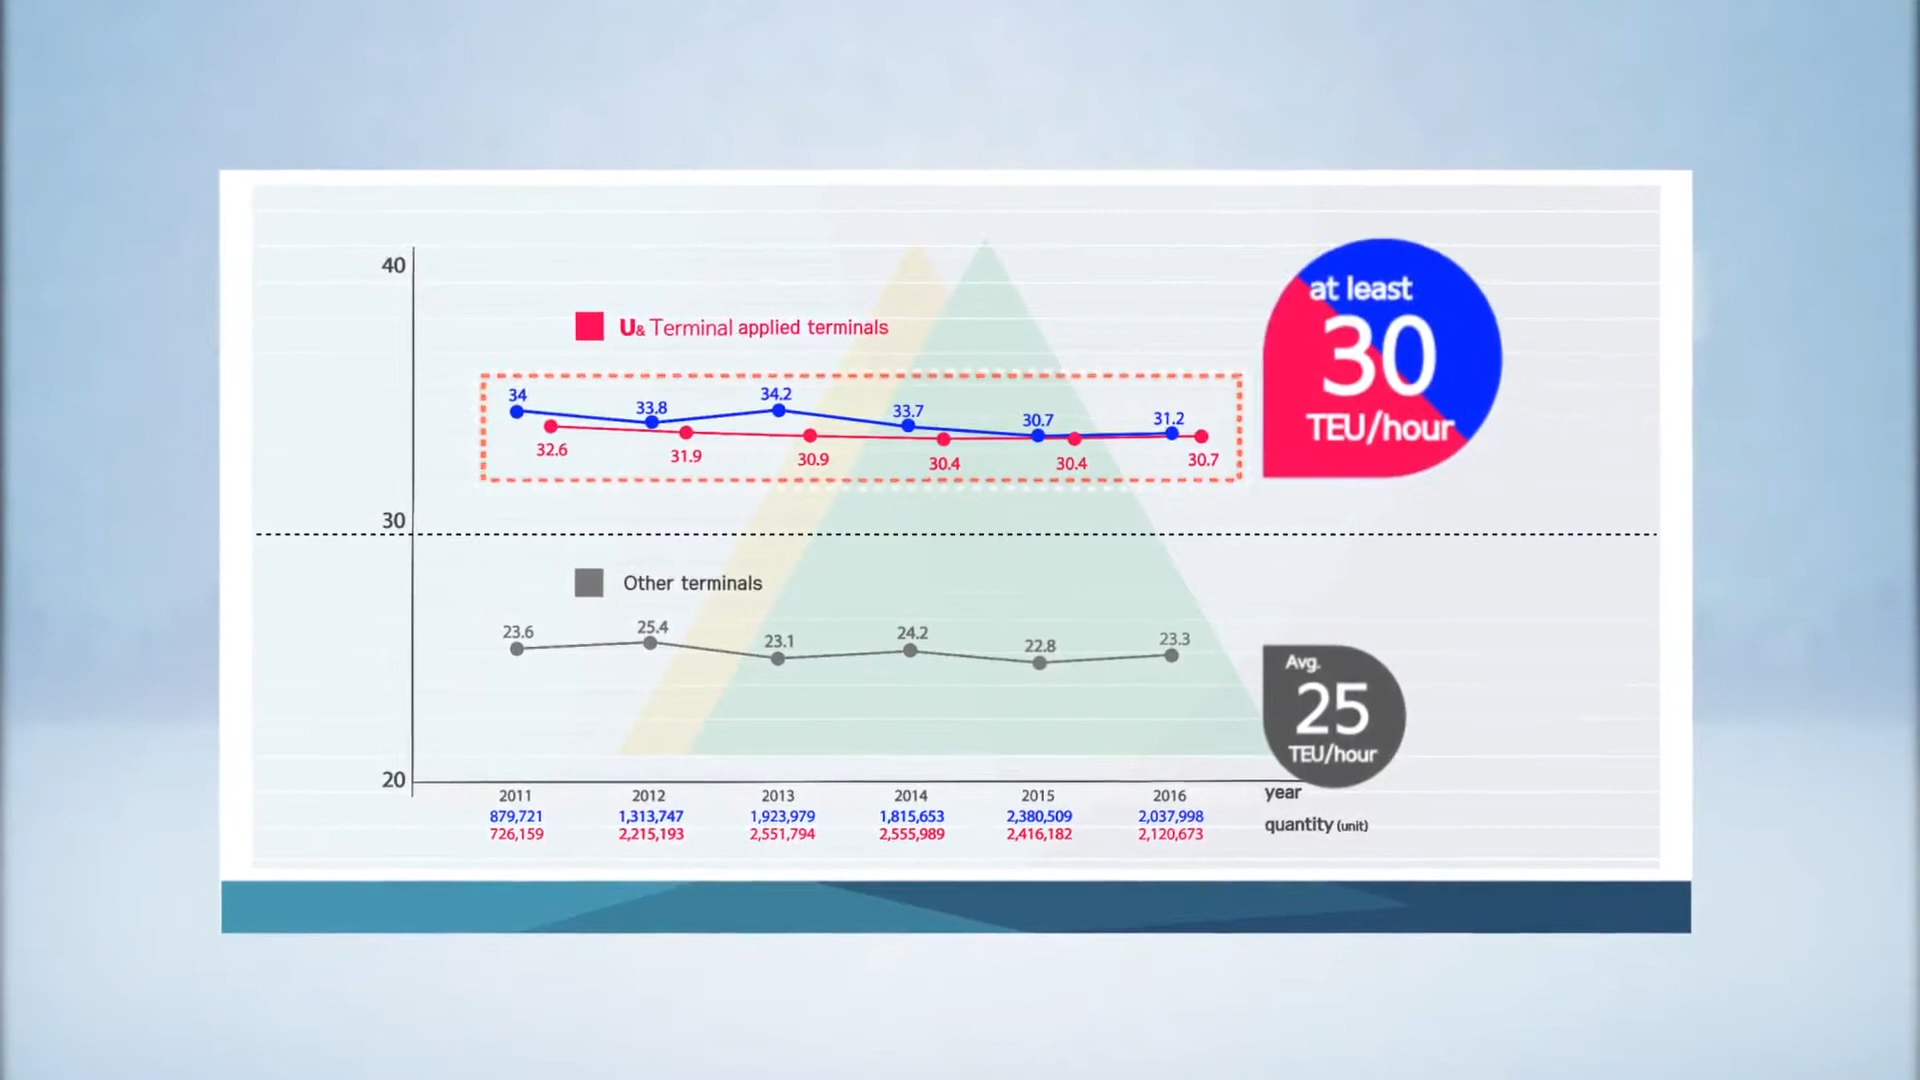 40
at least
30
TEU/hour
U& Terminal applied terminals
34 33.8 34.2 33.7 30.7 31.2
32.6 31.9 30.9 30.4 30.4 30.7
30
Other terminals
23.6 25.4 23.1 24.2 22.8 23.3
Avg.
25
TEU/hour
20
2011 2012 2013 2014 2015 2016 year
879,721 1,313,747 1,923,979 1,815,653 2,380,509 2,037,998
726,159 2,215,193 2,551,794 2,555,989 2,416,182 2,120,673
quantity (unit)